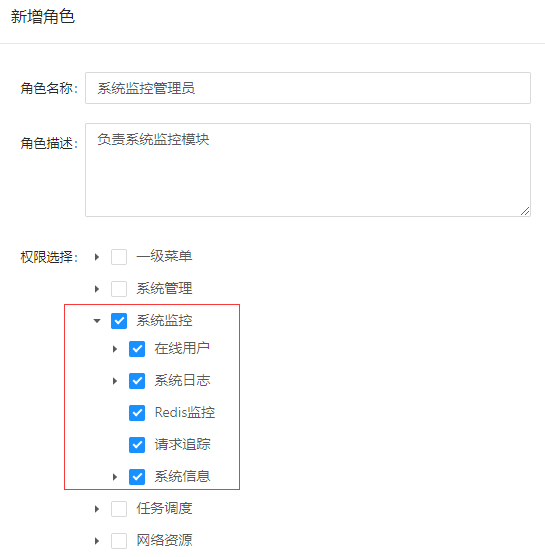 新增角色
角色名称: 系统监控管理员
角色描述: 负责系统监控模块
权限选择: 一级菜单
系统管理
系统监控
在线用户
系统日志
Redis监控
请求追踪
系统信息
任务调度
网络资源